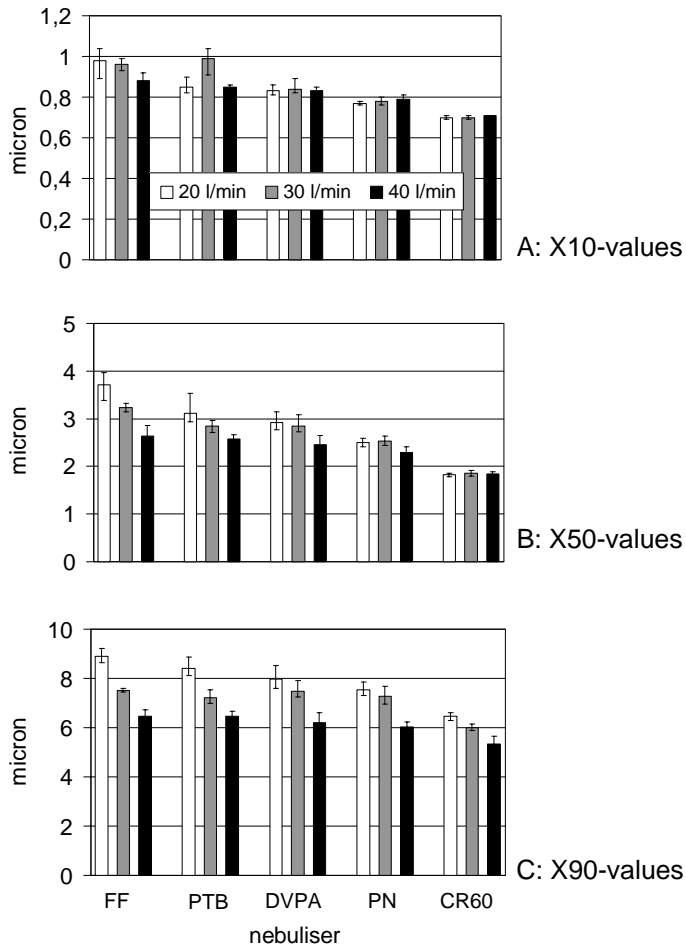 1,2
1
0,8
0,6
0,4
0,2
0
micron
20 l/min 30 l/min 40 l/min
A: X10-values
5
4
3
2
1
0
micron
B: X50-values
10
8
6
4
2
0
micron
C: X90-values
FF PTB DVPA PN CR60
nebuliser